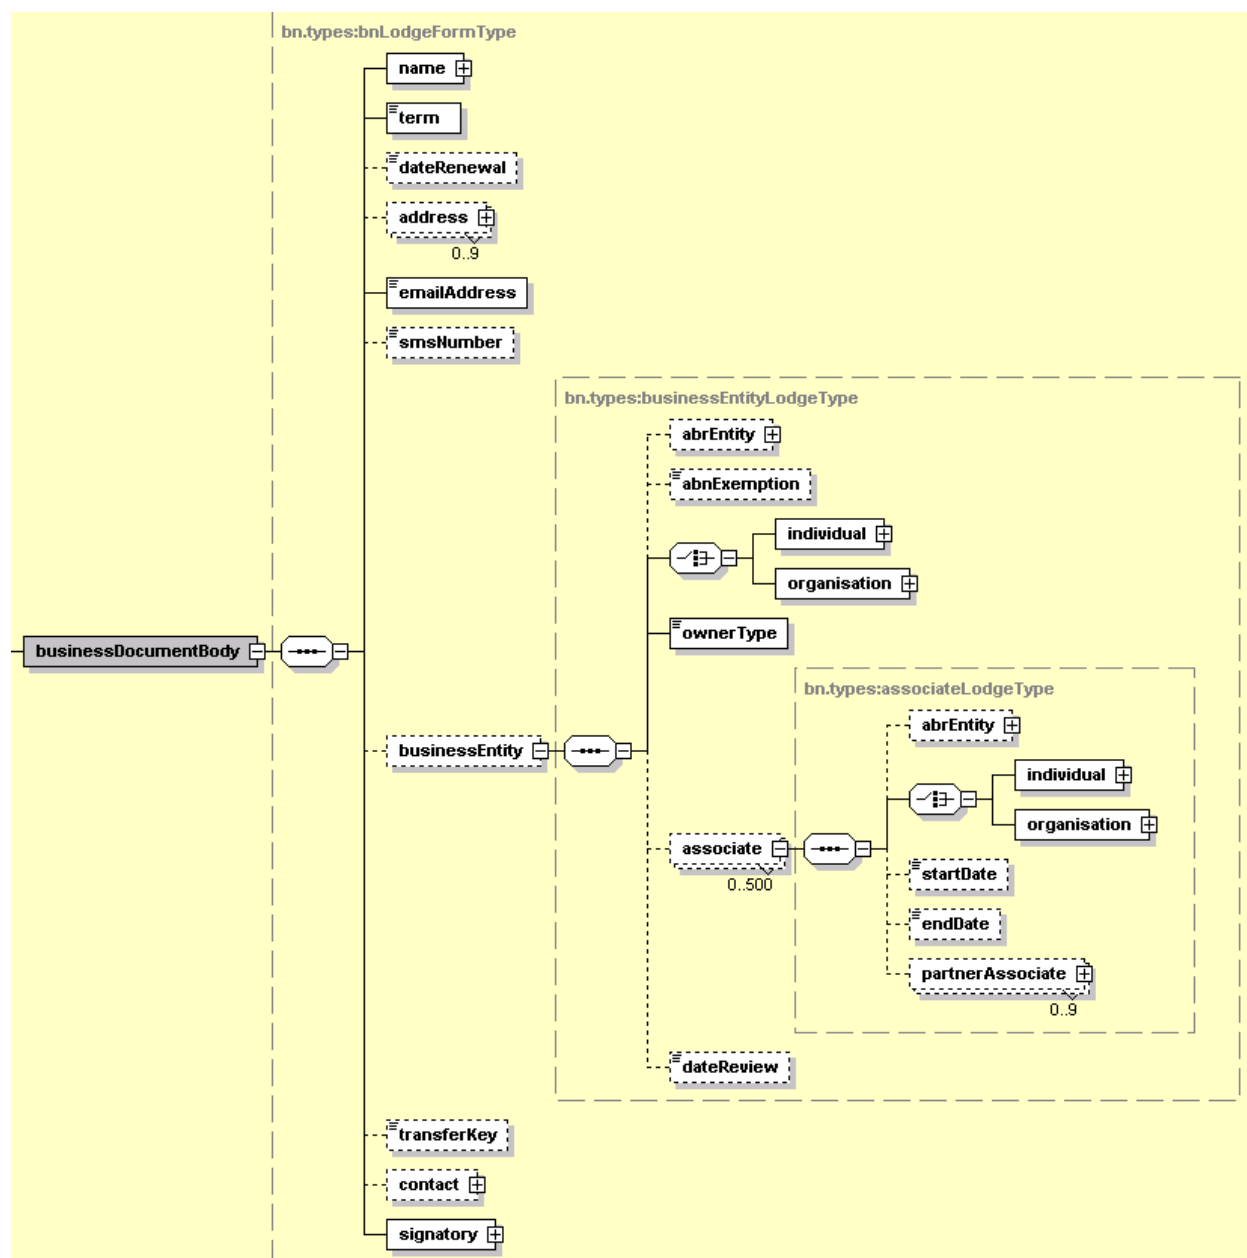 bn.types:bnLodgeFormType
name
term
dateRenewal
address
0..9
emailAddress
smsNumber
bn.types:businessEntityLodgeType
abrEntity
abnExemption
individual
organisation
ownerType
businessDocumentBody
businessEntity
bn.types:associateLodgeType
abrEntity
individual
organisation
associate
0..500
startDate
endDate
partnerAssociate
0..9
dateReview
transferKey
contact
signatory